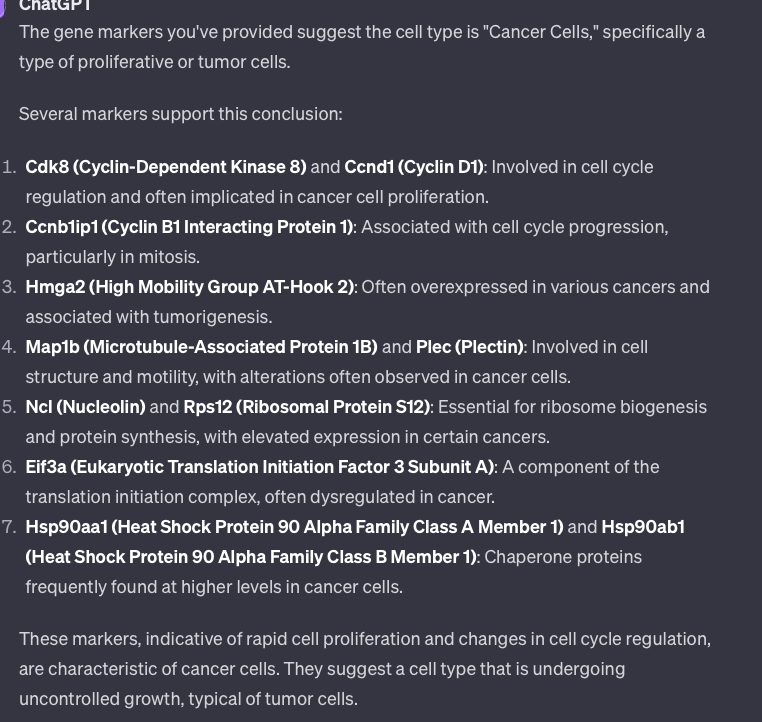 ChatGPT
The gene markers you've provided suggest the cell type is "Cancer Cells," specifically a
type of proliferative or tumor cells.
Several markers support this conclusion:
1. Cdk8 (Cyclin-Dependent Kinase 8) and Ccnd1 (Cyclin D1): Involved in cell cycle
regulation and often implicated in cancer cell proliferation.
2. Ccnb1ip1 (Cyclin B1 Interacting Protein 1): Associated with cell cycle progression,
particularly in mitosis.
3. Hmga2 (High Mobility Group AT-Hook 2): Often overexpressed in various cancers and
associated with tumorigenesis.
4. Map1b (Microtubule-Associated Protein 1B) and Plec (Plectin): Involved in cell
structure and motility, with alterations often observed in cancer cells.
5. Ncl (Nucleolin) and Rps12 (Ribosomal Protein S12): Essential for ribosome biogenesis
and protein synthesis, with elevated expression in certain cancers.
6. Eif3a (Eukaryotic Translation Initiation Factor 3 Subunit A): A component of the
translation initiation complex, often dysregulated in cancer.
7. Hsp90aa1 (Heat Shock Protein 90 Alpha Family Class A Member 1) and Hsp90ab1
(Heat Shock Protein 90 Alpha Family Class B Member 1): Chaperone proteins
frequently found at higher levels in cancer cells.
These markers, indicative of rapid cell proliferation and changes in cell cycle regulation,
are characteristic of cancer cells. They suggest a cell type that is undergoing
uncontrolled growth, typical of tumor cells.